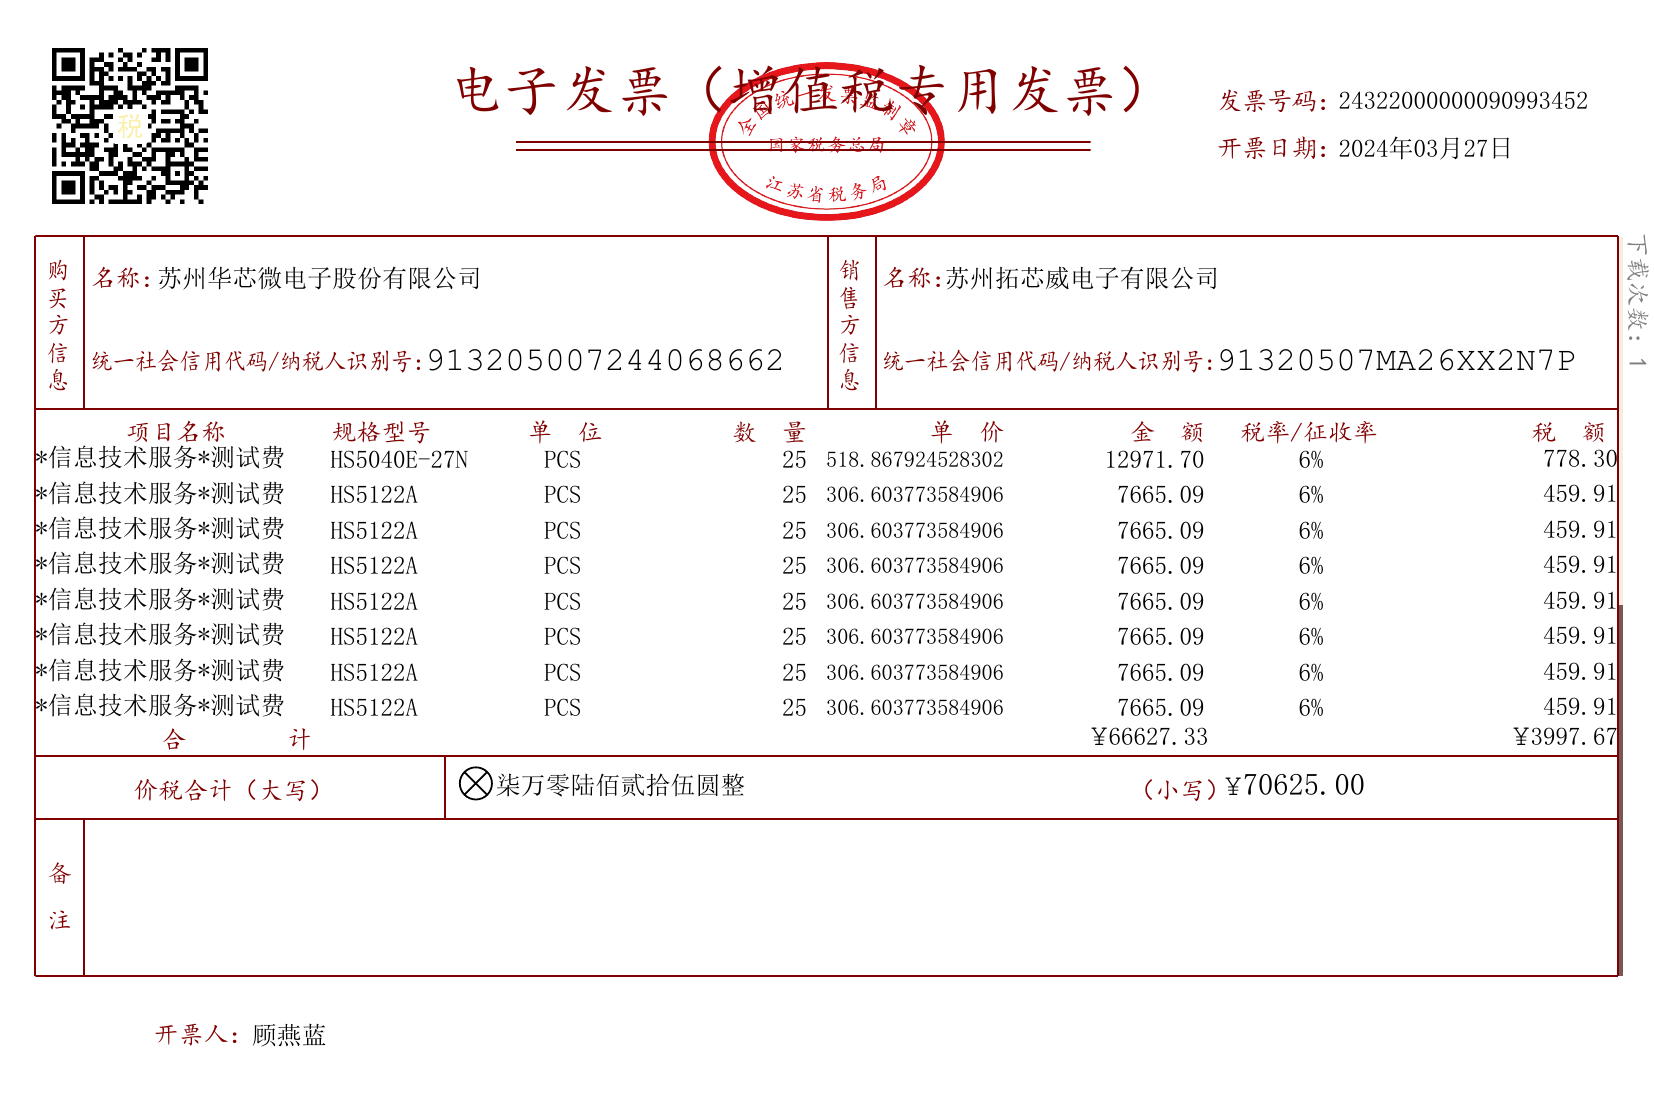 电子发票（增值税专用发票）
发票号码：24322000000090993452
开票日期：2024年03月27日
税
全国统一发票监制章
国家税务总局
江苏省税务局
下载次数：1
购买方信息
名称：苏州华芯微电子股份有限公司
统一社会信用代码/纳税人识别号：913205007244068662
销售方信息
名称：苏州拓芯威电子有限公司
统一社会信用代码/纳税人识别号：91320507MA26XX2N7P
项目名称 规格型号 单 位 数 量 单 价 金 额 税率/征收率 税 额
*信息技术服务*测试费 HS5040E-27N PCS 25 518.867924528302 12971.70 6% 778.30
*信息技术服务*测试费 HS5122A PCS 25 306.603773584906 7665.09 6% 459.91
*信息技术服务*测试费 HS5122A PCS 25 306.603773584906 7665.09 6% 459.91
*信息技术服务*测试费 HS5122A PCS 25 306.603773584906 7665.09 6% 459.91
*信息技术服务*测试费 HS5122A PCS 25 306.603773584906 7665.09 6% 459.91
*信息技术服务*测试费 HS5122A PCS 25 306.603773584906 7665.09 6% 459.91
*信息技术服务*测试费 HS5122A PCS 25 306.603773584906 7665.09 6% 459.91
*信息技术服务*测试费 HS5122A PCS 25 306.603773584906 7665.09 6% 459.91
合 计 ¥66627.33 ¥3997.67
价税合计（大写） 柒万零陆佰贰拾伍圆整 （小写）¥70625.00
备注
开票人：顾燕蓝